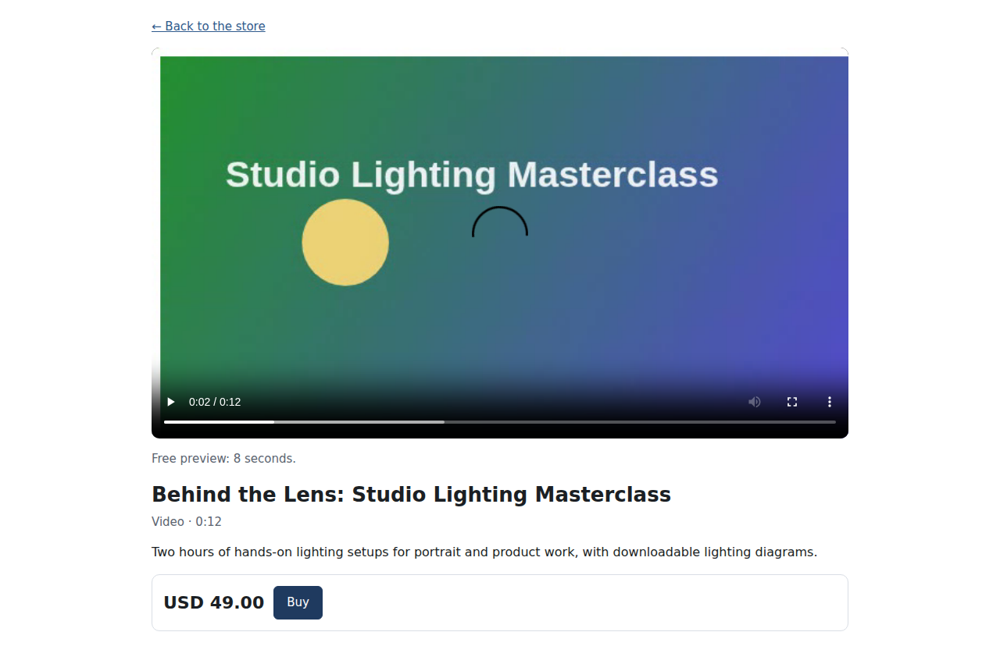 ← Back to the store
Studio Lighting Masterclass
0:02 / 0:12
Free preview: 8 seconds.
Behind the Lens: Studio Lighting Masterclass
Video · 0:12
Two hours of hands-on lighting setups for portrait and product work, with downloadable lighting diagrams.
USD 49.00 Buy